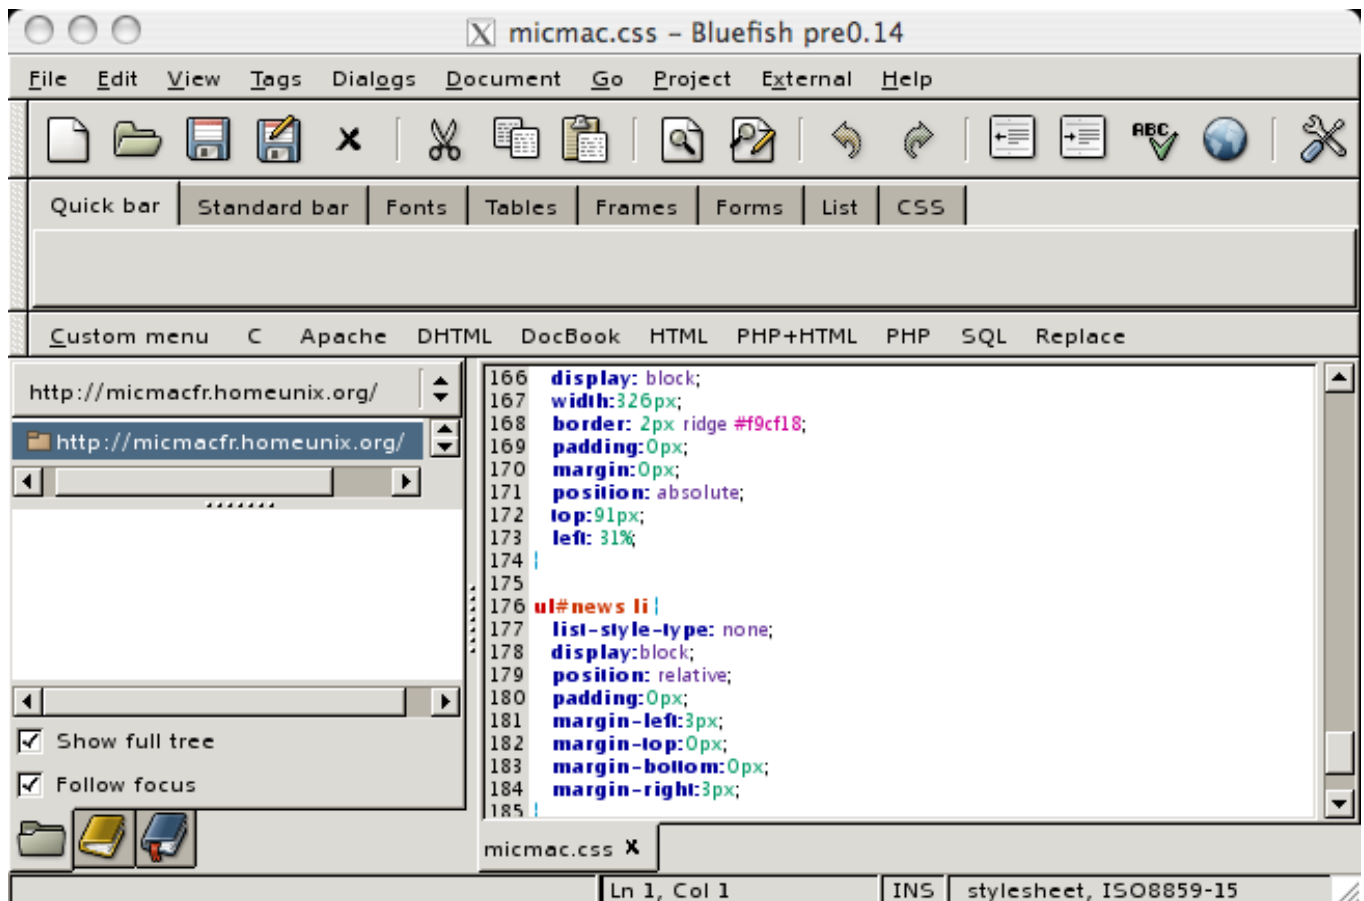 micmac.css – Bluefish pre0.14
File Edit View Tags Dialogs Document Go Project External Help
ABC
Quick bar Standard bar Fonts Tables Frames Forms List CSS
Custom menu C Apache DHTML DocBook HTML PHP+HTML PHP SQL Replace
http://micmacfr.homeunix.org/
http://micmacfr.homeunix.org/
Show full tree
Follow focus
166 display: block;
167 width:326px;
168 border: 2px ridge #f9cf18;
169 padding:0px;
170 margin:0px;
171 position: absolute;
172 top:91px;
173 left: 31%;
174 }
175
176 ul#news li{
177 list-style-type: none;
178 display:block;
179 position: relative;
180 padding:0px;
181 margin-left:3px;
182 margin-top:0px;
183 margin-bottom:0px;
184 margin-right:3px;
185 }
micmac.css x
Ln 1, Col 1 INS stylesheet, ISO8859-15